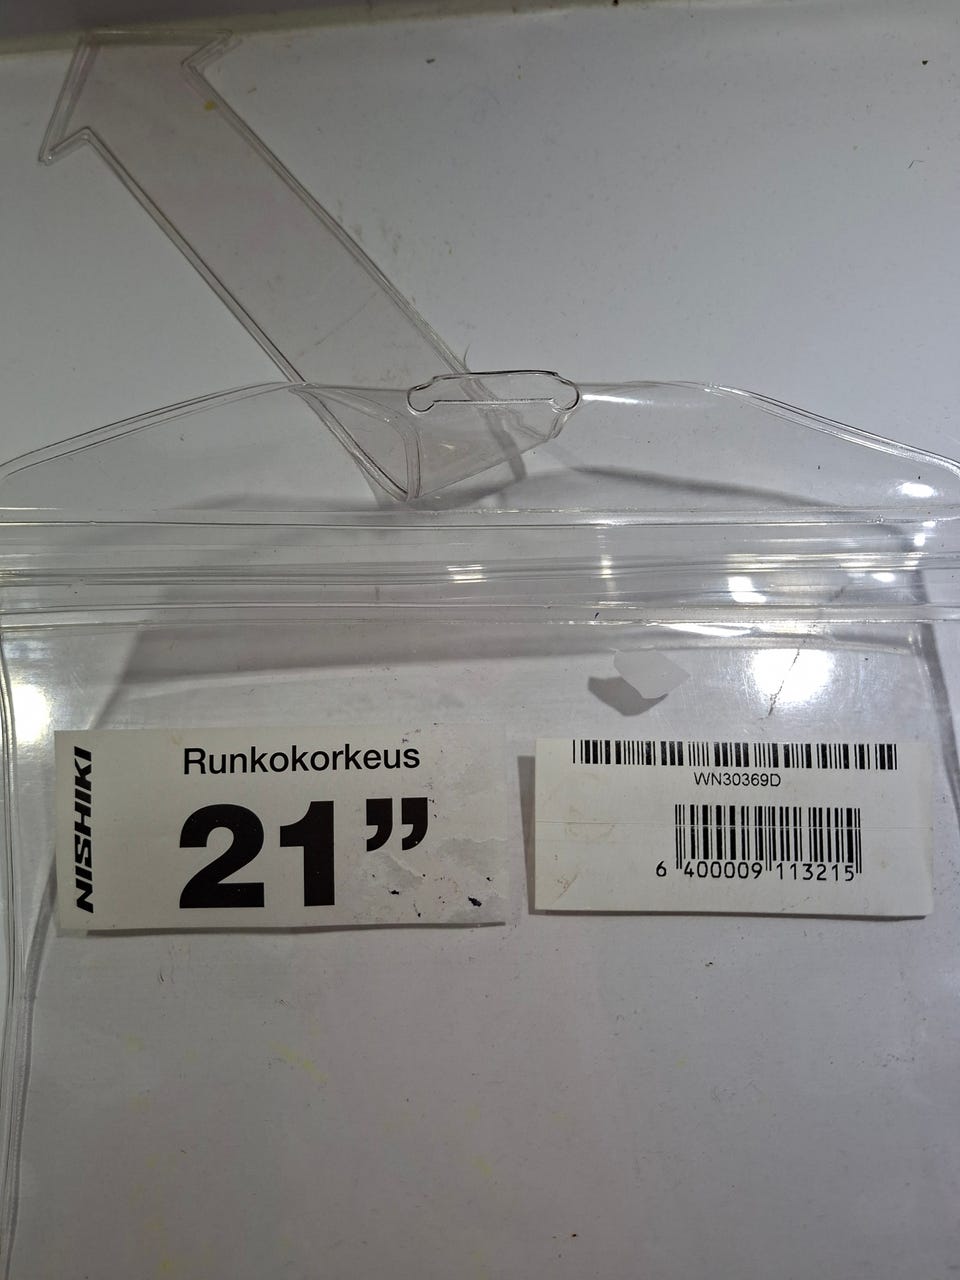 NISHIKI
Runkokorkeus
21”
WN30369D
6 400009 113215